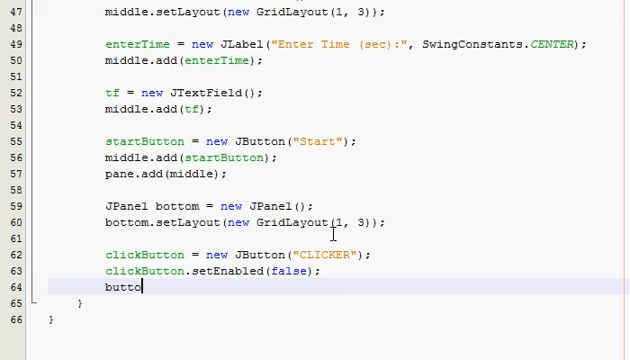 47 middle.setLayout(new GridLayout(1, 3));
48
49 enterTime = new JLabel("Enter Time (sec):", SwingConstants.CENTER);
50 middle.add(enterTime);
51
52 tf = new JTextField();
53 middle.add(tf);
54
55 startButton = new JButton("Start");
56 middle.add(startButton);
57 pane.add(middle);
58
59 JPanel bottom = new JPanel();
60 bottom.setLayout(new GridLayout(1, 3));
61
62 clickButton = new JButton("CLICKER");
63 clickButton.setEnabled(false);
64 butto
65 }
66 }